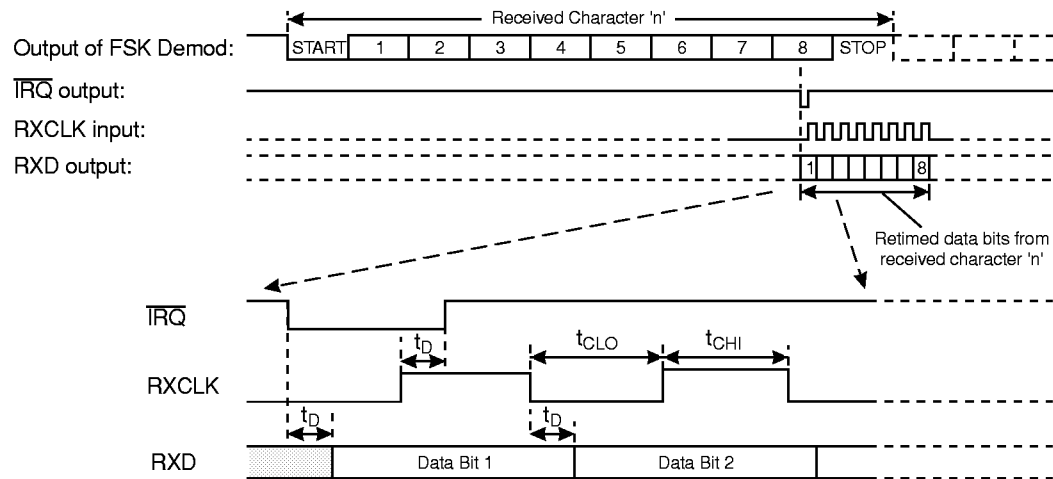 Received Character 'n'
Output of FSK Demod: START 1 2 3 4 5 6 7 8 STOP
IRQ output:
RXCLK input:
RXD output: 1 8
Retimed data bits from
received character 'n'
IRQ
tD tCLO tCHI
RXCLK
tD tD
RXD Data Bit 1 Data Bit 2